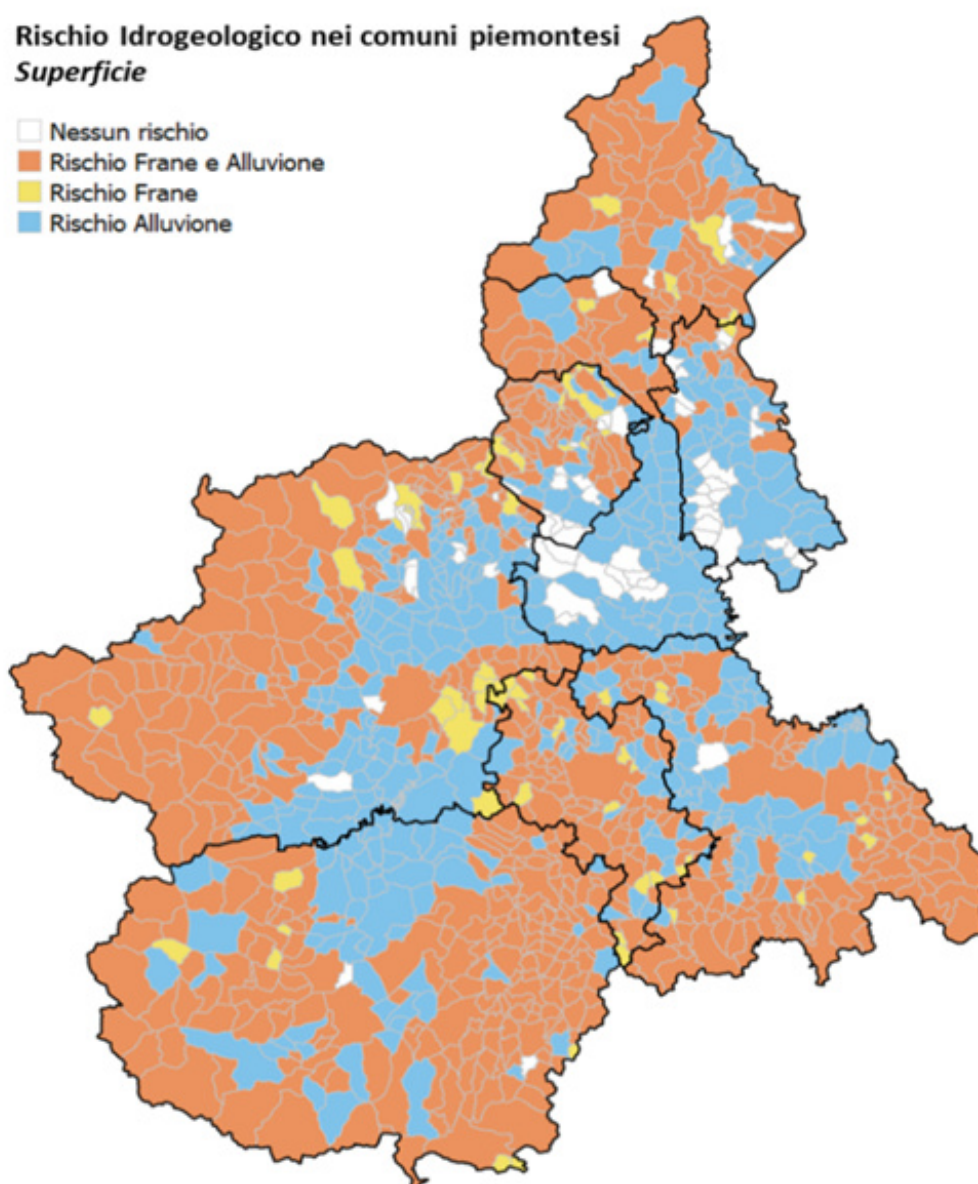 Rischio Idrogeologico nei comuni piemontesi
Superficie
Nessun rischio
Rischio Frane e Alluvione
Rischio Frane
Rischio Alluvione